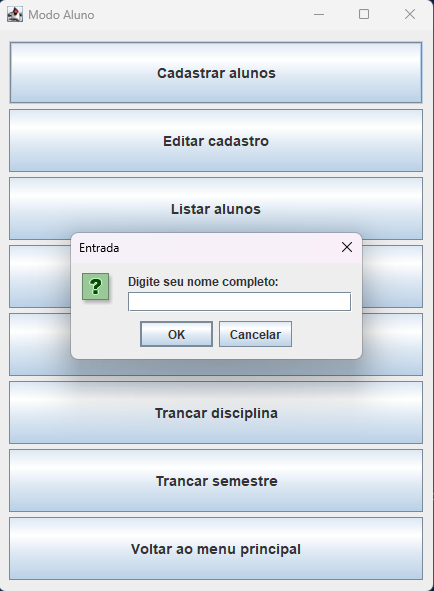 Modo Aluno
Cadastrar alunos
Editar cadastro
Listar alunos
Entrada
?
Digite seu nome completo:
OK
Cancelar
Trancar disciplina
Trancar semestre
Voltar ao menu principal